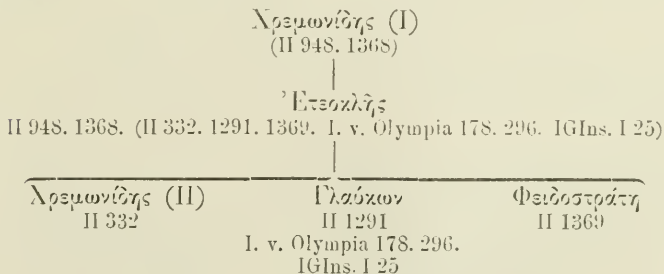 Χρεμωνίδης (I)
(II 948. 1368)
Ἐτεοκλῆς
II 948. 1368. (II 332. 1291. 1369. I. v. Olympia 178. 296. IGIns. I 25)
Χρεμωνίδης (II) Γλαύκων Φειδοστράτη
II 332 II 1291 II 1369
I. v. Olympia 178. 296.
IGIns. I 25